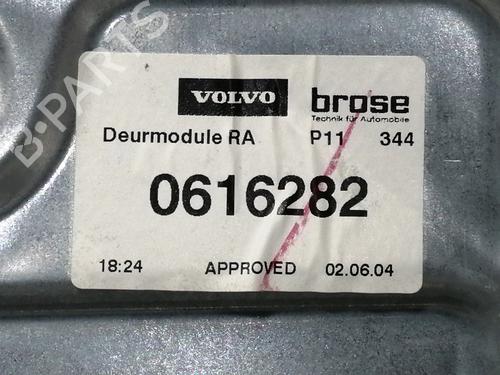 B-PARTS
VOLVO brose
Technik für Automobile
Deurmodule RA P11 344
0616282
18:24 APPROVED 02.06.04